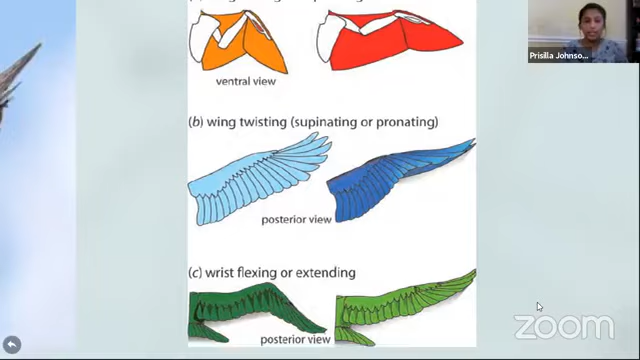 ventral view
Prisilla Johnso...
(b) wing twisting (supinating or pronating)
posterior view
(c) wrist flexing or extending
posterior view
zoom